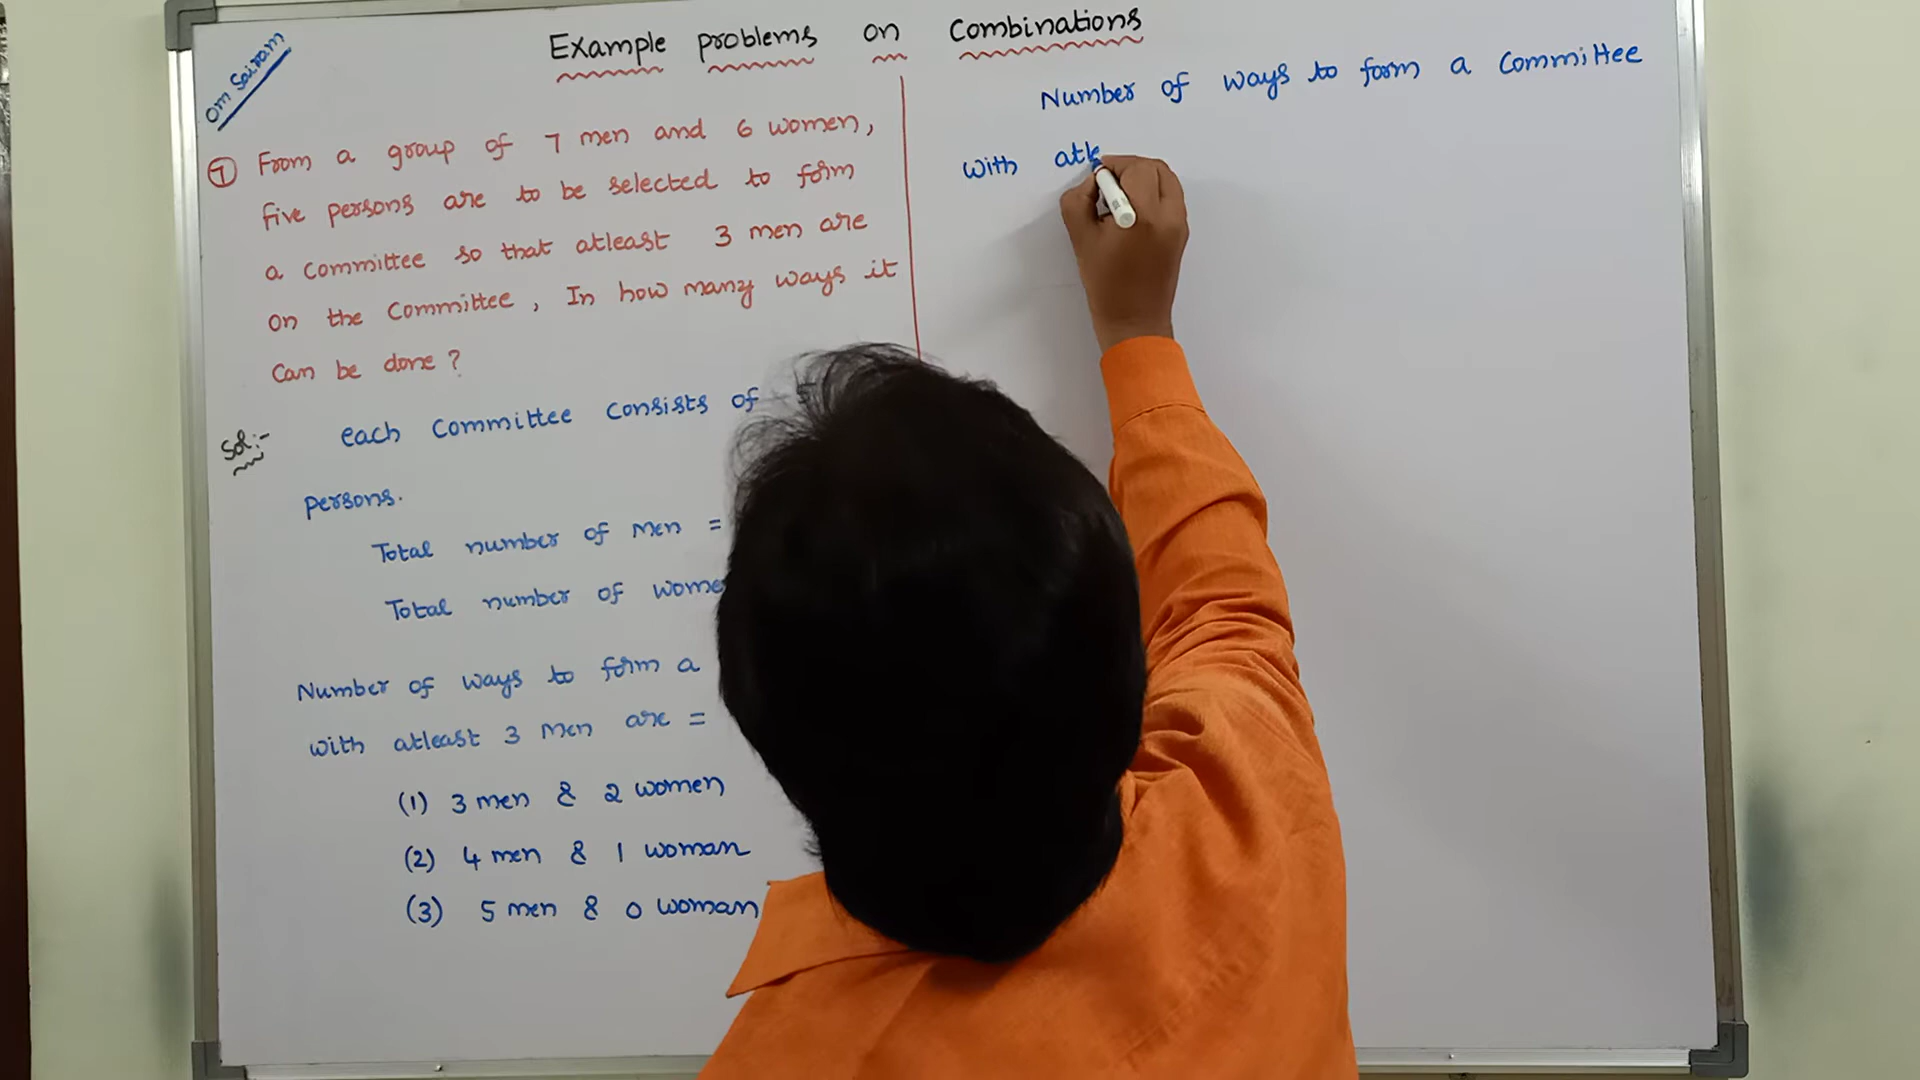 Om Sairam
Example problems on Combinations
7 From a group of 7 men and 6 women,
five persons are to be selected to form
a committee so that atleast 3 men are
on the committee, In how many ways it
can be done?
Sol:- each committee consists of 5
persons.
Total number of men =
Total number of wome
Number of ways to form a
with atleast 3 men are =
(1) 3 men & 2 women
(2) 4 men & 1 woman
(3) 5 men & 0 woman
Number of ways to form a committee
with atle